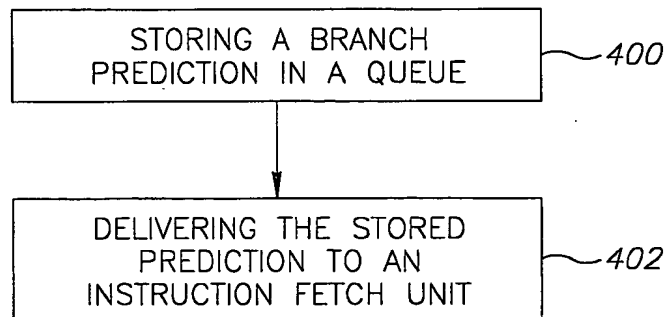 STORING A BRANCH
PREDICTION IN A QUEUE
400
DELIVERING THE STORED
PREDICTION TO AN
INSTRUCTION FETCH UNIT
402